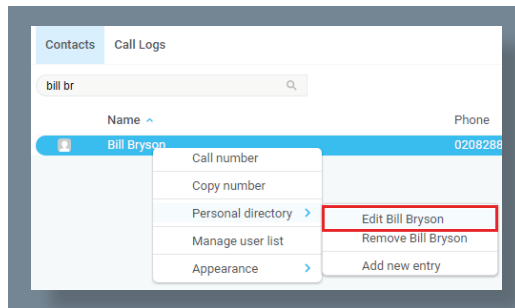 Contacts Call Logs
bill br
Name Phone
Bill Bryson 0208288
Call number
Copy number
Personal directory
Edit Bill Bryson
Manage user list
Remove Bill Bryson
Appearance
Add new entry